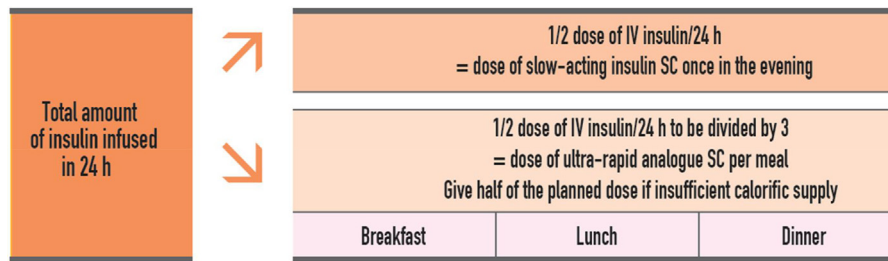 Total amount
of insulin infused
in 24 h
1/2 dose of IV insulin/24 h
= dose of slow-acting insulin SC once in the evening
1/2 dose of IV insulin/24 h to be divided by 3
= dose of ultra-rapid analogue SC per meal
Give half of the planned dose if insufficient calorific supply
Breakfast
Lunch
Dinner